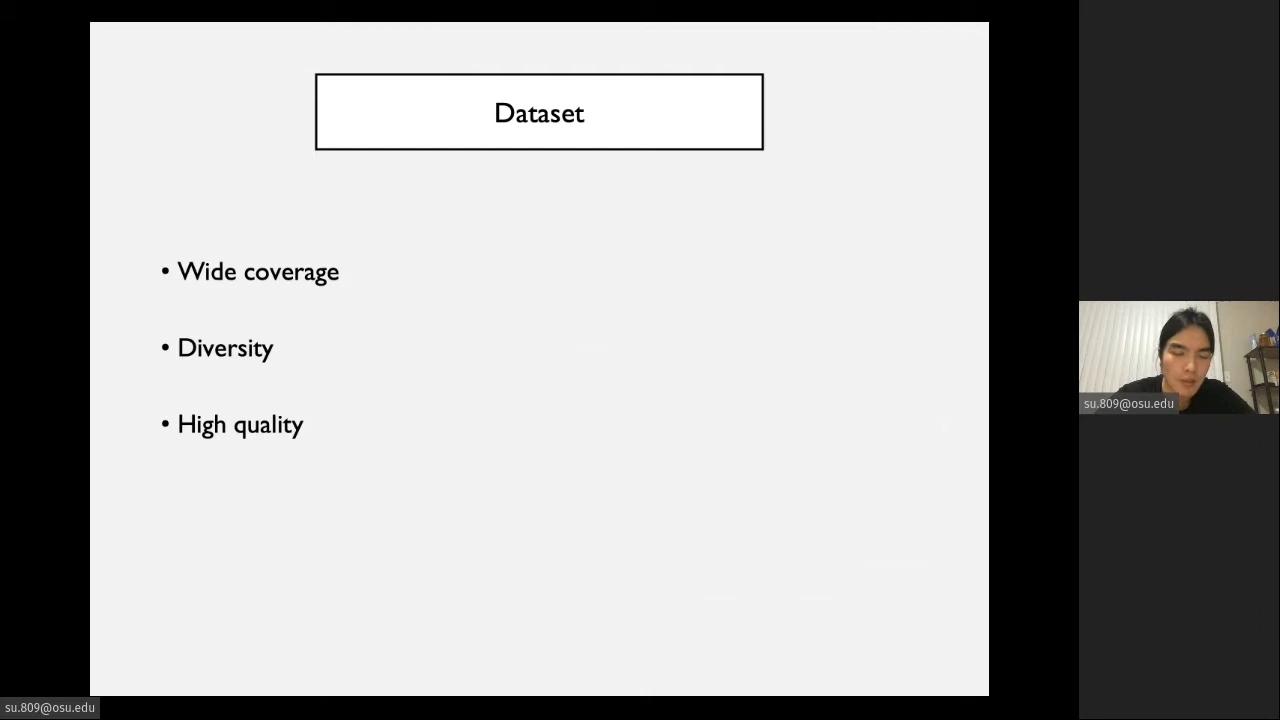 Dataset
• Wide coverage
• Diversity
• High quality
su.809@osu.edu
su.809@osu.edu